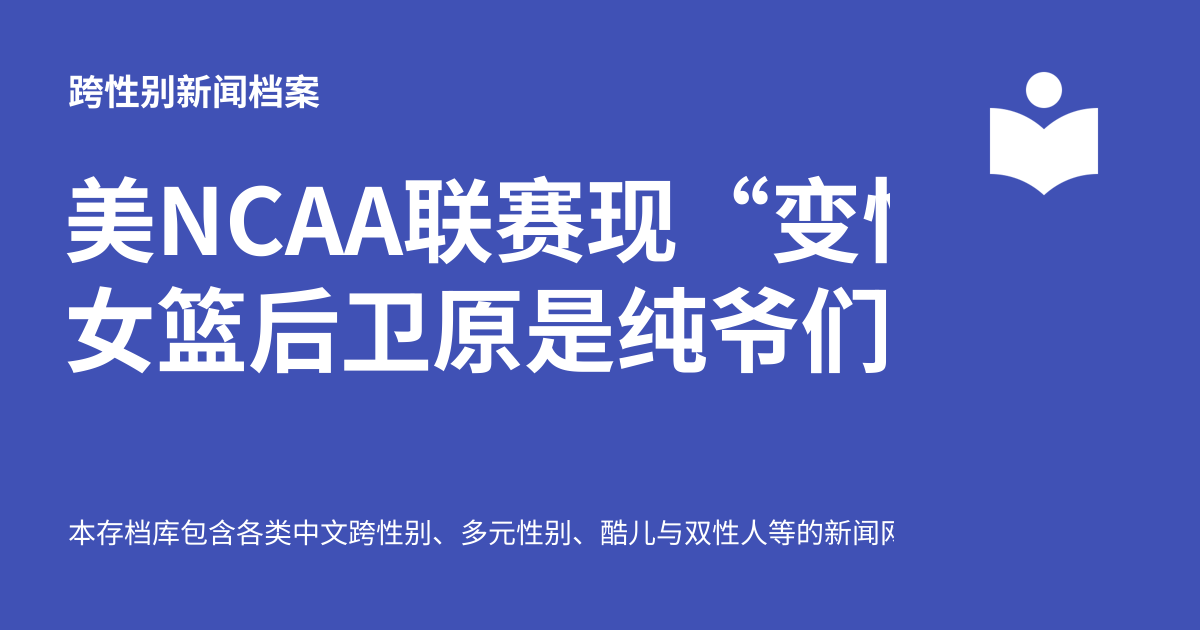 跨性别新闻档案
美NCAA联赛现“变
女篮后卫原是纯爷们
本存档库包含各类中文跨性别、多元性别、酷儿与双性人等的新闻